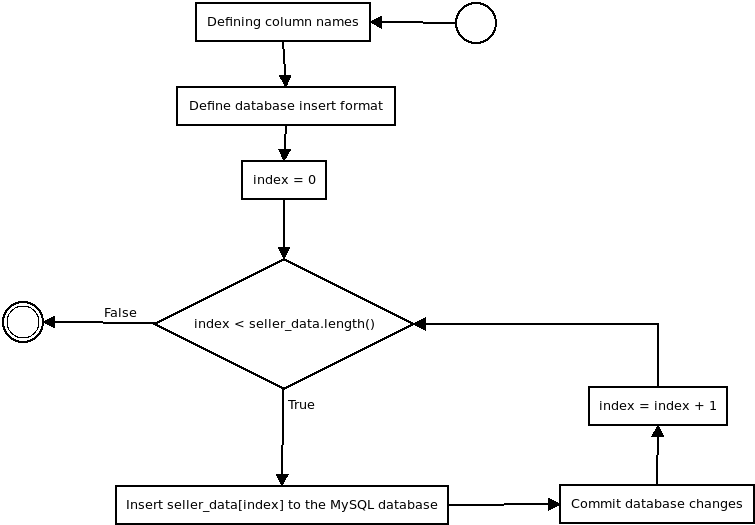 Defining column names
Define database insert format
index = 0
index < seller_data.length()
False
True
Insert seller_data[index] to the MySQL database
Commit database changes
index = index + 1